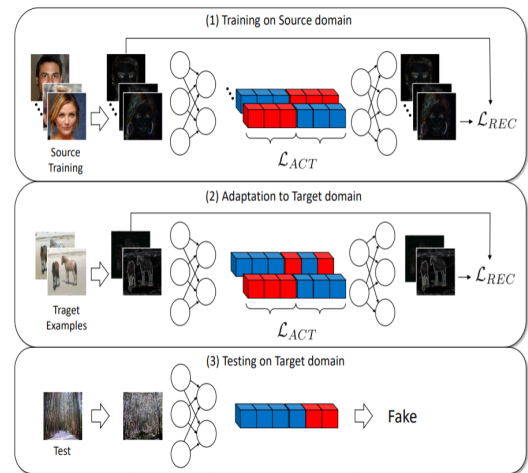 (1) Training on Source domain
Source
Training
ℒ_ACT
ℒ_REC
(2) Adaptation to Target domain
Traget
Examples
ℒ_ACT
ℒ_REC
(3) Testing on Target domain
Test
Fake